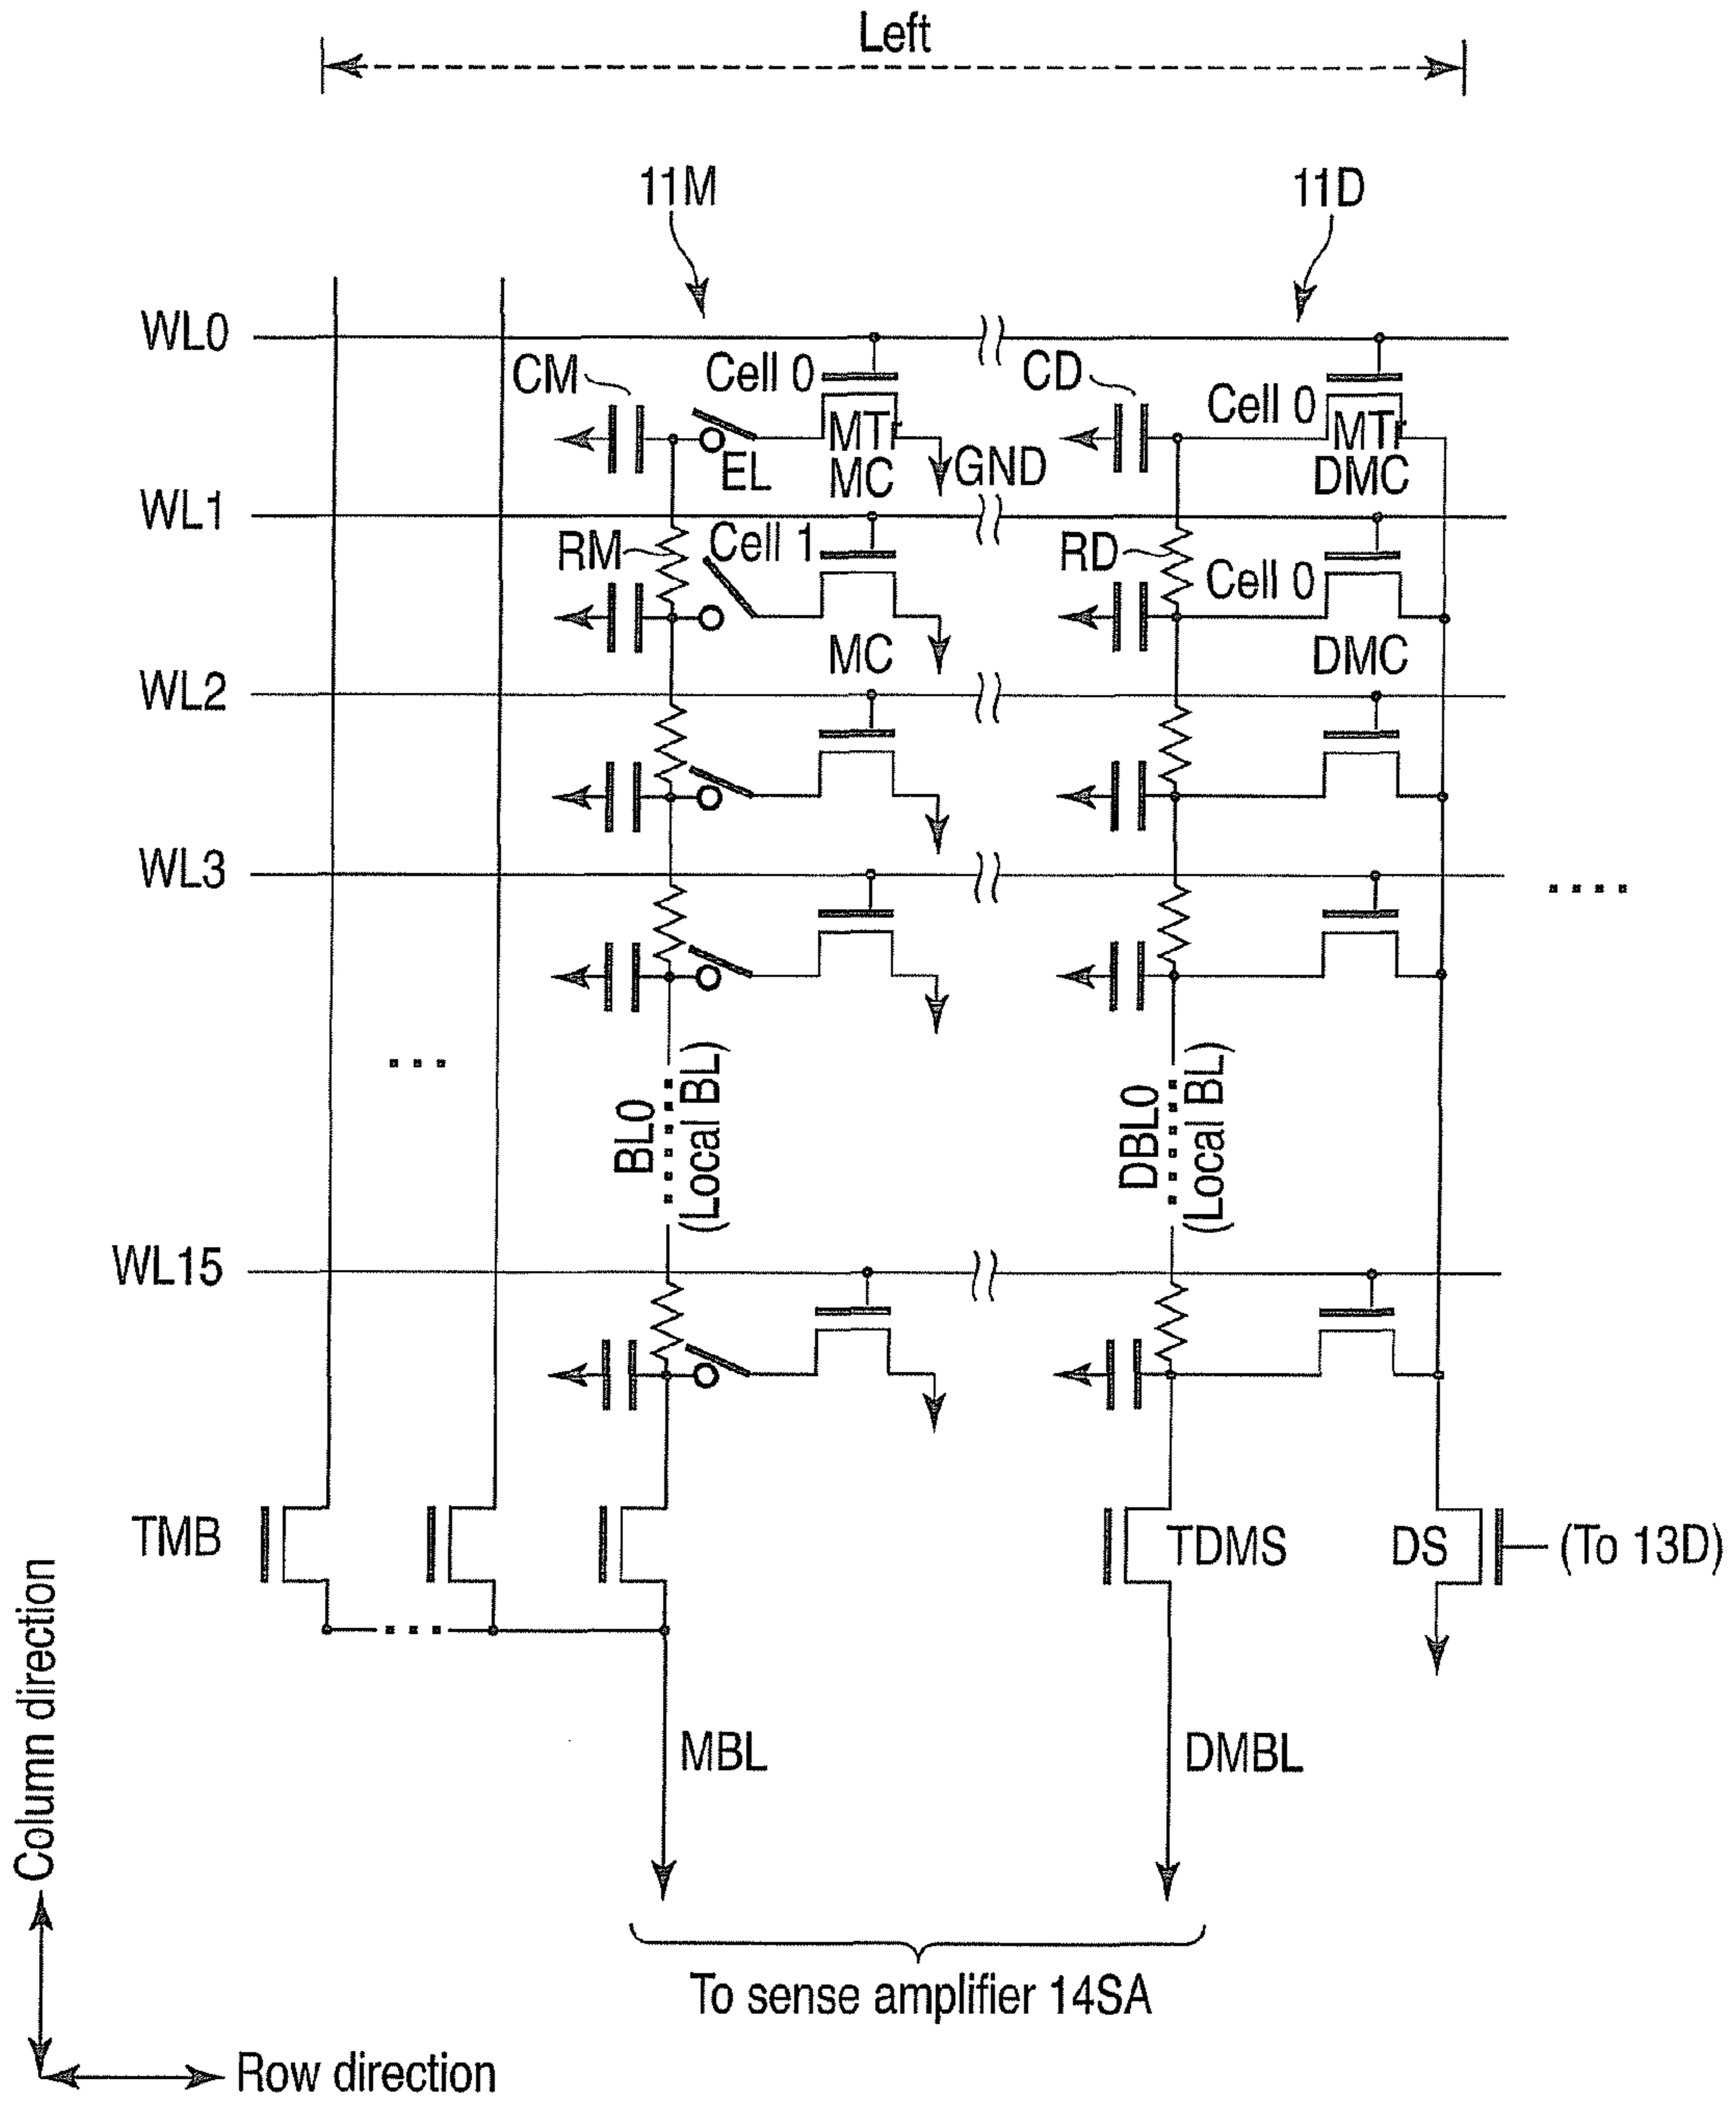 Left
11M
11D
WL0
CM
Cell 0
CD
Cell 0
MTr
MTr
EL
MC
GND
DMC
WL1
RM
Cell 1
RD
Cell 0
MC
DMC
WL2
WL3
BL0
(Local BL)
DBL0
(Local BL)
WL15
TMB
TDMS
DS
(To 13D)
MBL
DMBL
Column direction
To sense amplifier 14SA
Row direction